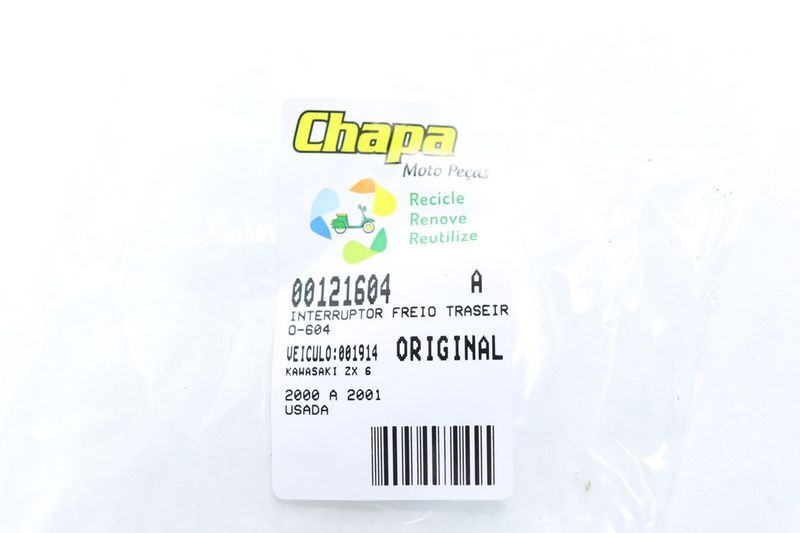 Chapa
Moto Peças
Recicle
Renove
Reutilize
00121604 A
INTERRUPTOR FREIO TRASEIR
O-604
VEICULO:001914 ORIGINAL
KAWASAKI ZX 6
2000 A 2001
USADA